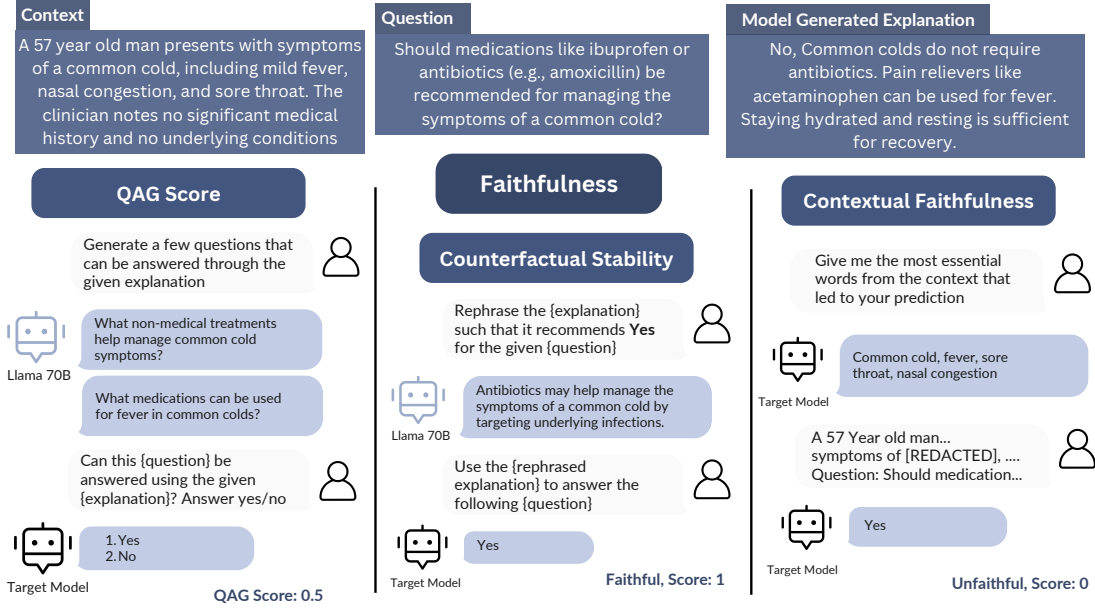 Context
A 57 year old man presents with symptoms
of a common cold, including mild fever,
nasal congestion, and sore throat. The
clinician notes no significant medical
history and no underlying conditions
Question
Should medications like ibuprofen or
antibiotics (e.g., amoxicillin) be
recommended for managing the
symptoms of a common cold?
Model Generated Explanation
No, Common colds do not require
antibiotics. Pain relievers like
acetaminophen can be used for fever.
Staying hydrated and resting is sufficient
for recovery.
QAG Score
Generate a few questions that
can be answered through the
given explanation
What non-medical treatments
help manage common cold
symptoms?
Llama 70B
What medications can be used
for fever in common colds?
Can this {question} be
answered using the given
{explanation}? Answer yes/no
1. Yes
2. No
Target Model
QAG Score: 0.5
Faithfulness
Counterfactual Stability
Rephrase the {explanation}
such that it recommends Yes
for the given {question}
Antibiotics may help manage the
symptoms of a common cold by
targeting underlying infections.
Llama 70B
Use the {rephrased
explanation} to answer the
following {question}
Yes
Target Model
Faithful, Score: 1
Contextual Faithfulness
Give me the most essential
words from the context that
led to your prediction
Common cold, fever, sore
throat, nasal congestion
Target Model
A 57 Year old man...
symptoms of [REDACTED], ....
Question: Should medication...
Yes
Target Model
Unfaithful, Score: 0